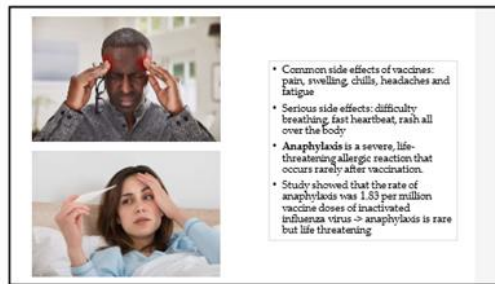 • Common side effects of vaccines:
pain, swelling, chills, headaches and
fatigue
• Serious side effects: difficulty
breathing, fast heartbeat, rash all
over the body
• Anaphylaxis is a severe, life-
threatening allergic reaction that
occurs rarely after vaccination.
• Study showed that the rate of
anaphylaxis was 1.83 per million
vaccine doses of inactivated
influenza virus -> anaphylaxis is rare
but life threatening